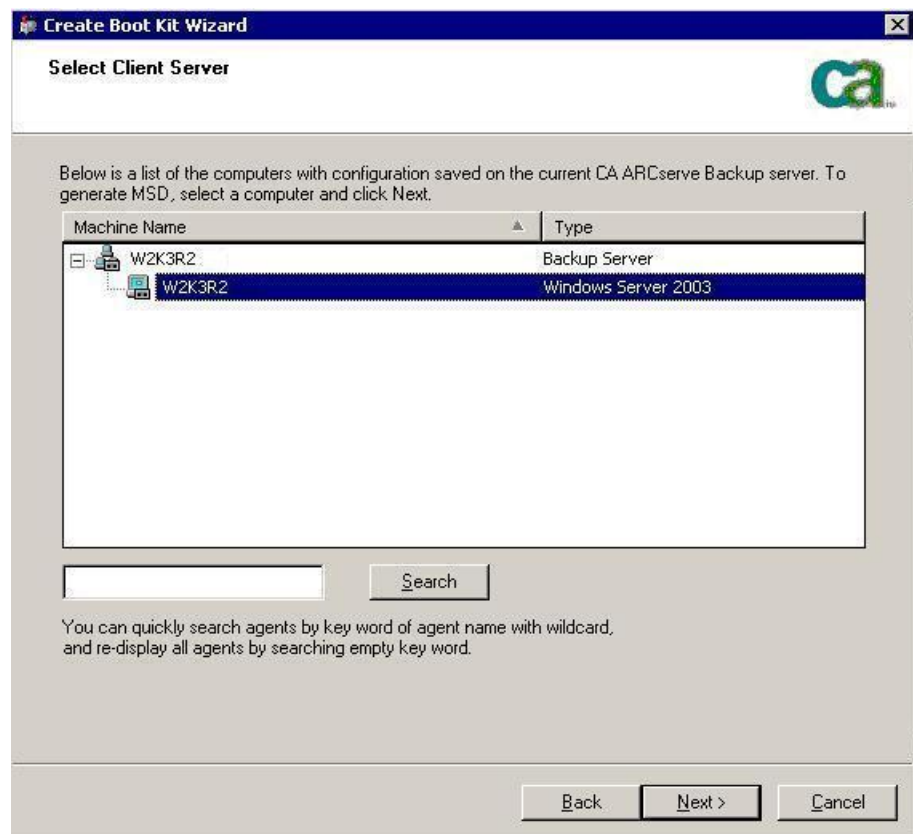 Create Boot Kit Wizard
Select Client Server
ca
Below is a list of the computers with configuration saved on the current CA ARCserve Backup server. To
generate MSD, select a computer and click Next.
Machine Name Type
W2K3R2 Backup Server
W2K3R2 Windows Server 2003
Search
You can quickly search agents by key word of agent name with wildcard,
and re-display all agents by searching empty key word.
Back Next > Cancel